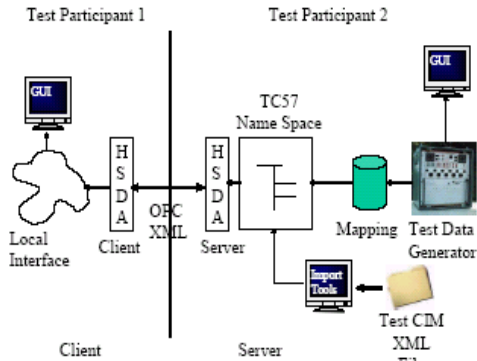 Test Participant 1
Test Participant 2
GUI
GUI
TC57
Name Space
H
S
D
A
H
S
D
A
OPC
XML
Local
Interface
Client
Server
Mapping
Test Data
Generator
Import
Tools
Test CIM
XML
Client
Server